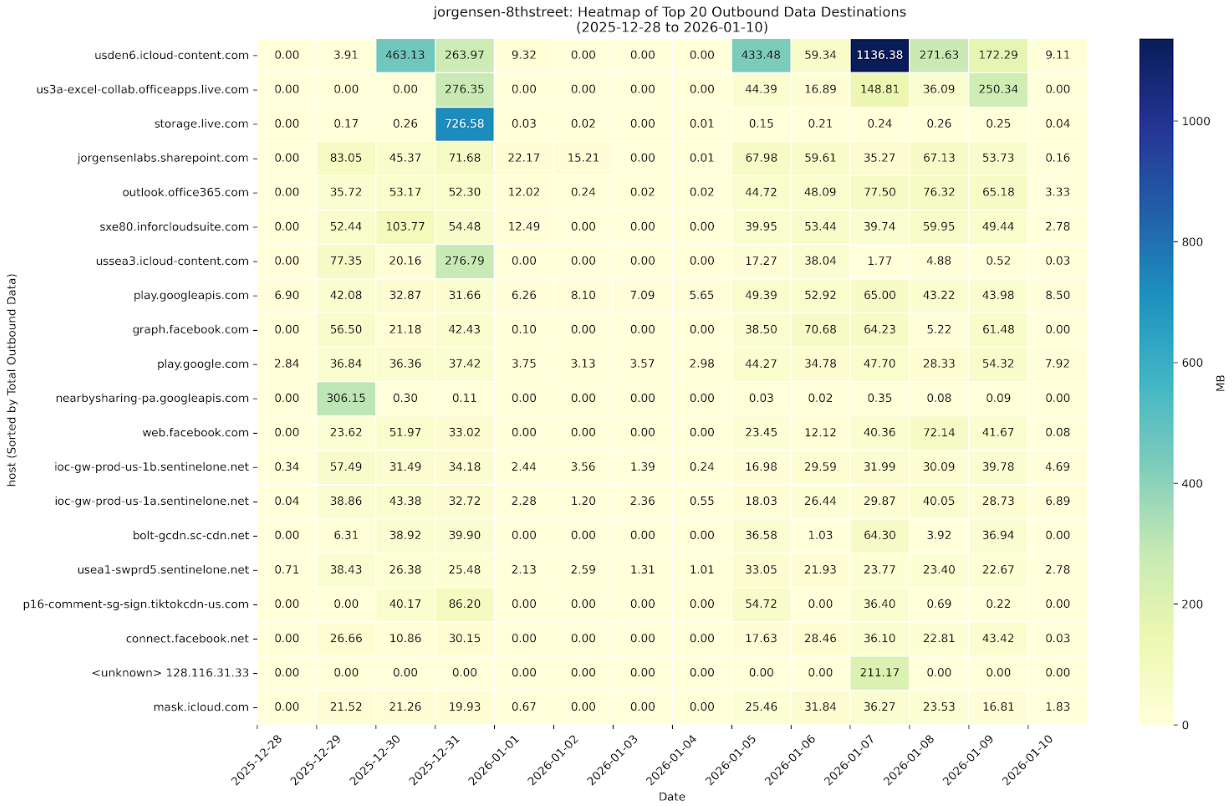 jorgensen-8thstreet: Heatmap of Top 20 Outbound Data Destinations
(2025-12-28 to 2026-01-10)
host (Sorted by Total Outbound Data)
usden6.icloud-content.com 0.00 3.91 463.13 263.97 9.32 0.00 0.00 0.00 433.48 59.34 1136.38 271.63 172.29 9.11
us3a-excel-collab.officeapps.live.com 0.00 0.00 0.00 276.35 0.00 0.00 0.00 0.00 44.39 16.89 148.81 36.09 250.34 0.00
storage.live.com 0.00 0.17 0.26 726.58 0.03 0.02 0.00 0.01 0.15 0.21 0.24 0.26 0.25 0.04
jorgensenlabs.sharepoint.com 0.00 83.05 45.37 71.68 22.17 15.21 0.00 0.01 67.98 59.61 35.27 67.13 53.73 0.16
outlook.office365.com 0.00 35.72 53.17 52.30 12.02 0.24 0.02 0.02 44.72 48.09 77.50 76.32 65.18 3.33
sxe80.inforcloudsuite.com 0.00 52.44 103.77 54.48 12.49 0.00 0.00 0.00 39.95 53.44 39.74 59.95 49.44 2.78
ussea3.icloud-content.com 0.00 77.35 20.16 276.79 0.00 0.00 0.00 0.00 17.27 38.04 1.77 4.88 0.52 0.03
play.googleapis.com 6.90 42.08 32.87 31.66 6.26 8.10 7.09 5.65 49.39 52.92 65.00 43.22 43.98 8.50
graph.facebook.com 0.00 56.50 21.18 42.43 0.10 0.00 0.00 0.00 38.50 70.68 64.23 5.22 61.48 0.00
play.google.com 2.84 36.84 36.36 37.42 3.75 3.13 3.57 2.98 44.27 34.78 47.70 28.33 54.32 7.92
nearbysharing-pa.googleapis.com 0.00 306.15 0.30 0.11 0.00 0.00 0.00 0.00 0.03 0.02 0.35 0.08 0.09 0.00
web.facebook.com 0.00 23.62 51.97 33.02 0.00 0.00 0.00 0.00 23.45 12.12 40.36 72.14 41.67 0.08
ioc-gw-prod-us-1b.sentinelone.net 0.34 57.49 31.49 34.18 2.44 3.56 1.39 0.24 16.98 29.59 31.99 30.09 39.78 4.69
ioc-gw-prod-us-1a.sentinelone.net 0.04 38.86 43.38 32.72 2.28 1.20 2.36 0.55 18.03 26.44 29.87 40.05 28.73 6.89
bolt-gcdn.sc-cdn.net 0.00 6.31 38.92 39.90 0.00 0.00 0.00 0.00 36.58 1.03 64.30 3.92 36.94 0.00
usea1-swprd5.sentinelone.net 0.71 38.43 26.38 25.48 2.13 2.59 1.31 1.01 33.05 21.93 23.77 23.40 22.67 2.78
p16-comment-sg-sign.tiktokcdn-us.com 0.00 0.00 40.17 86.20 0.00 0.00 0.00 0.00 54.72 0.00 36.40 0.69 0.22 0.00
connect.facebook.net 0.00 26.66 10.86 30.15 0.00 0.00 0.00 0.00 17.63 28.46 36.10 22.81 43.42 0.03
<unknown> 128.116.31.33 0.00 0.00 0.00 0.00 0.00 0.00 0.00 0.00 0.00 0.00 211.17 0.00 0.00 0.00
mask.icloud.com 0.00 21.52 21.26 19.93 0.67 0.00 0.00 0.00 25.46 31.84 36.27 23.53 16.81 1.83
2025-12-28 2025-12-29 2025-12-30 2025-12-31 2026-01-01 2026-01-02 2026-01-03 2026-01-04 2026-01-05 2026-01-06 2026-01-07 2026-01-08 2026-01-09 2026-01-10
Date
1000
800
600
400
200
0
MB